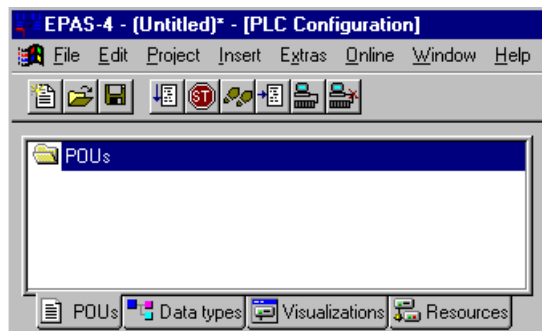 EPAS-4 - (Untitled)* - [PLC Configuration]
File Edit Project Insert Extras Online Window Help
ST
POUs
POUs Data types Visualizations Resources